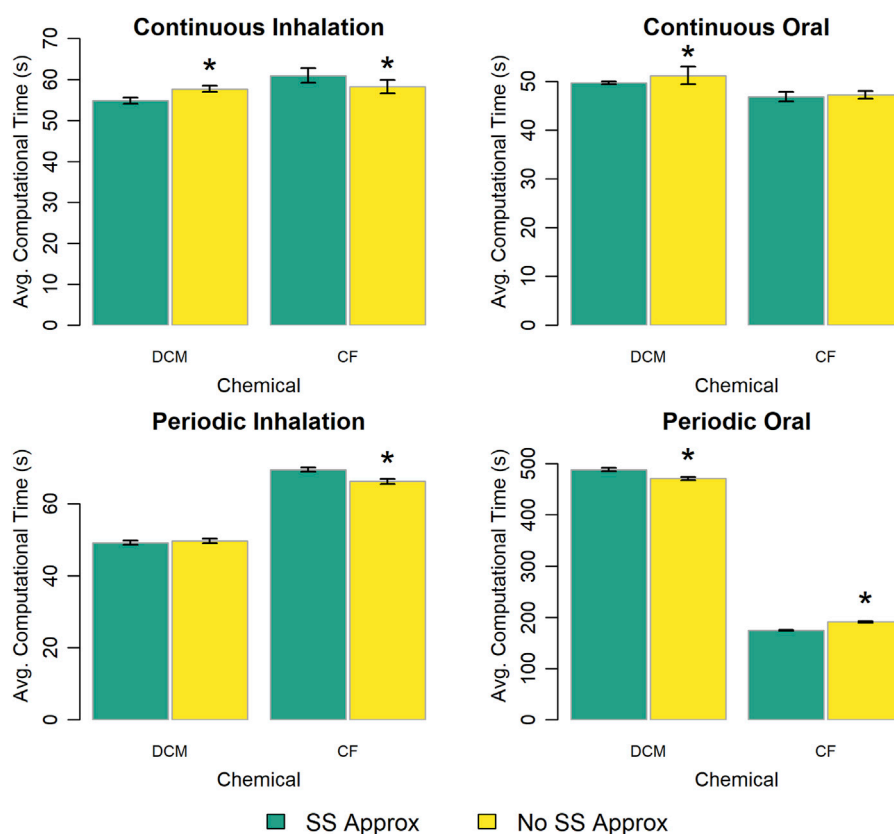 Continuous Inhalation
Avg. Computational Time (s)
0 10 20 30 40 50 60 70
* *
DCM CF
Chemical
Continuous Oral
Avg. Computational Time (s)
0 10 20 30 40 50
*
DCM CF
Chemical
Periodic Inhalation
Avg. Computational Time (s)
0 20 40 60
*
DCM CF
Chemical
Periodic Oral
Avg. Computational Time (s)
0 100 200 300 400 500
* *
DCM CF
Chemical
SS Approx No SS Approx